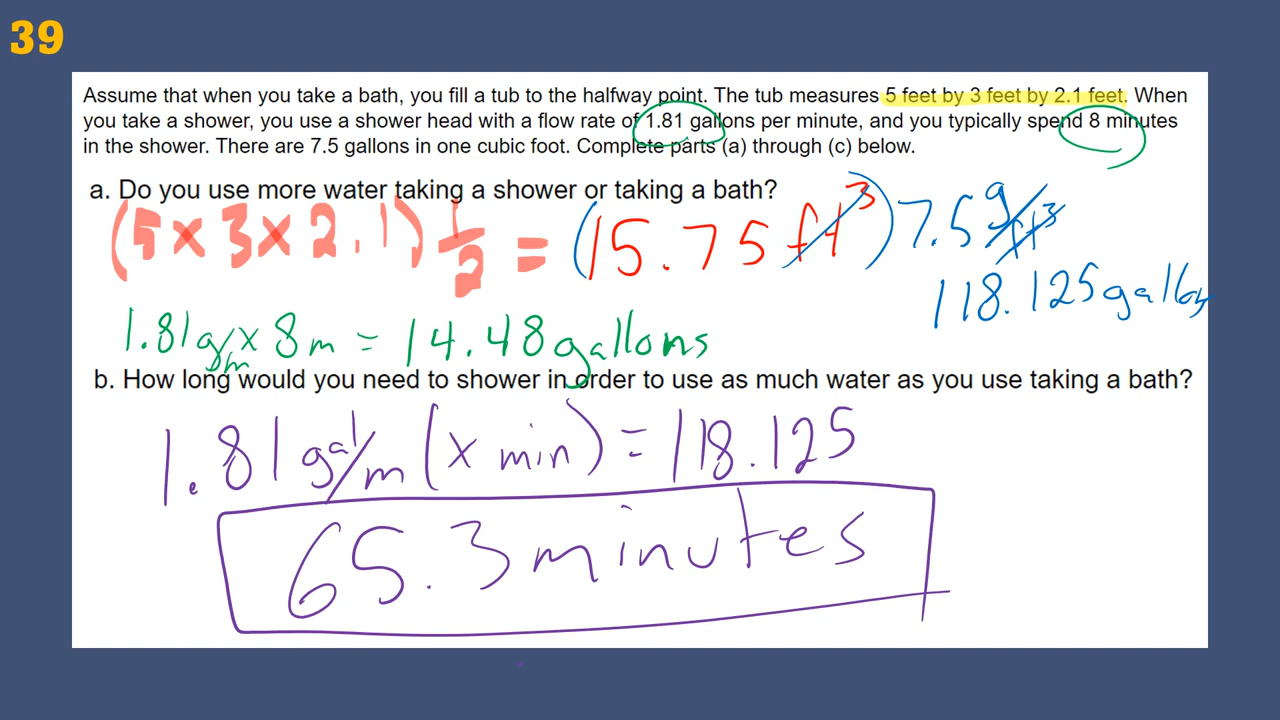 39
Assume that when you take a bath, you fill a tub to the halfway point. The tub measures 5 feet by 3 feet by 2.1 feet. When
you take a shower, you use a shower head with a flow rate of 1.81 gallons per minute, and you typically spend 8 minutes
in the shower. There are 7.5 gallons in one cubic foot. Complete parts (a) through (c) below.
a. Do you use more water taking a shower or taking a bath?
(5 × 3 × 2.1) 1/2 = (15.75 ft³) 7.5 g/ft³
118.125 gallons
1.81 g/m × 8 m = 14.48 gallons
b. How long would you need to shower in order to use as much water as you use taking a bath?
1.81 gal/m (x min) = 118.125
65.3 minutes